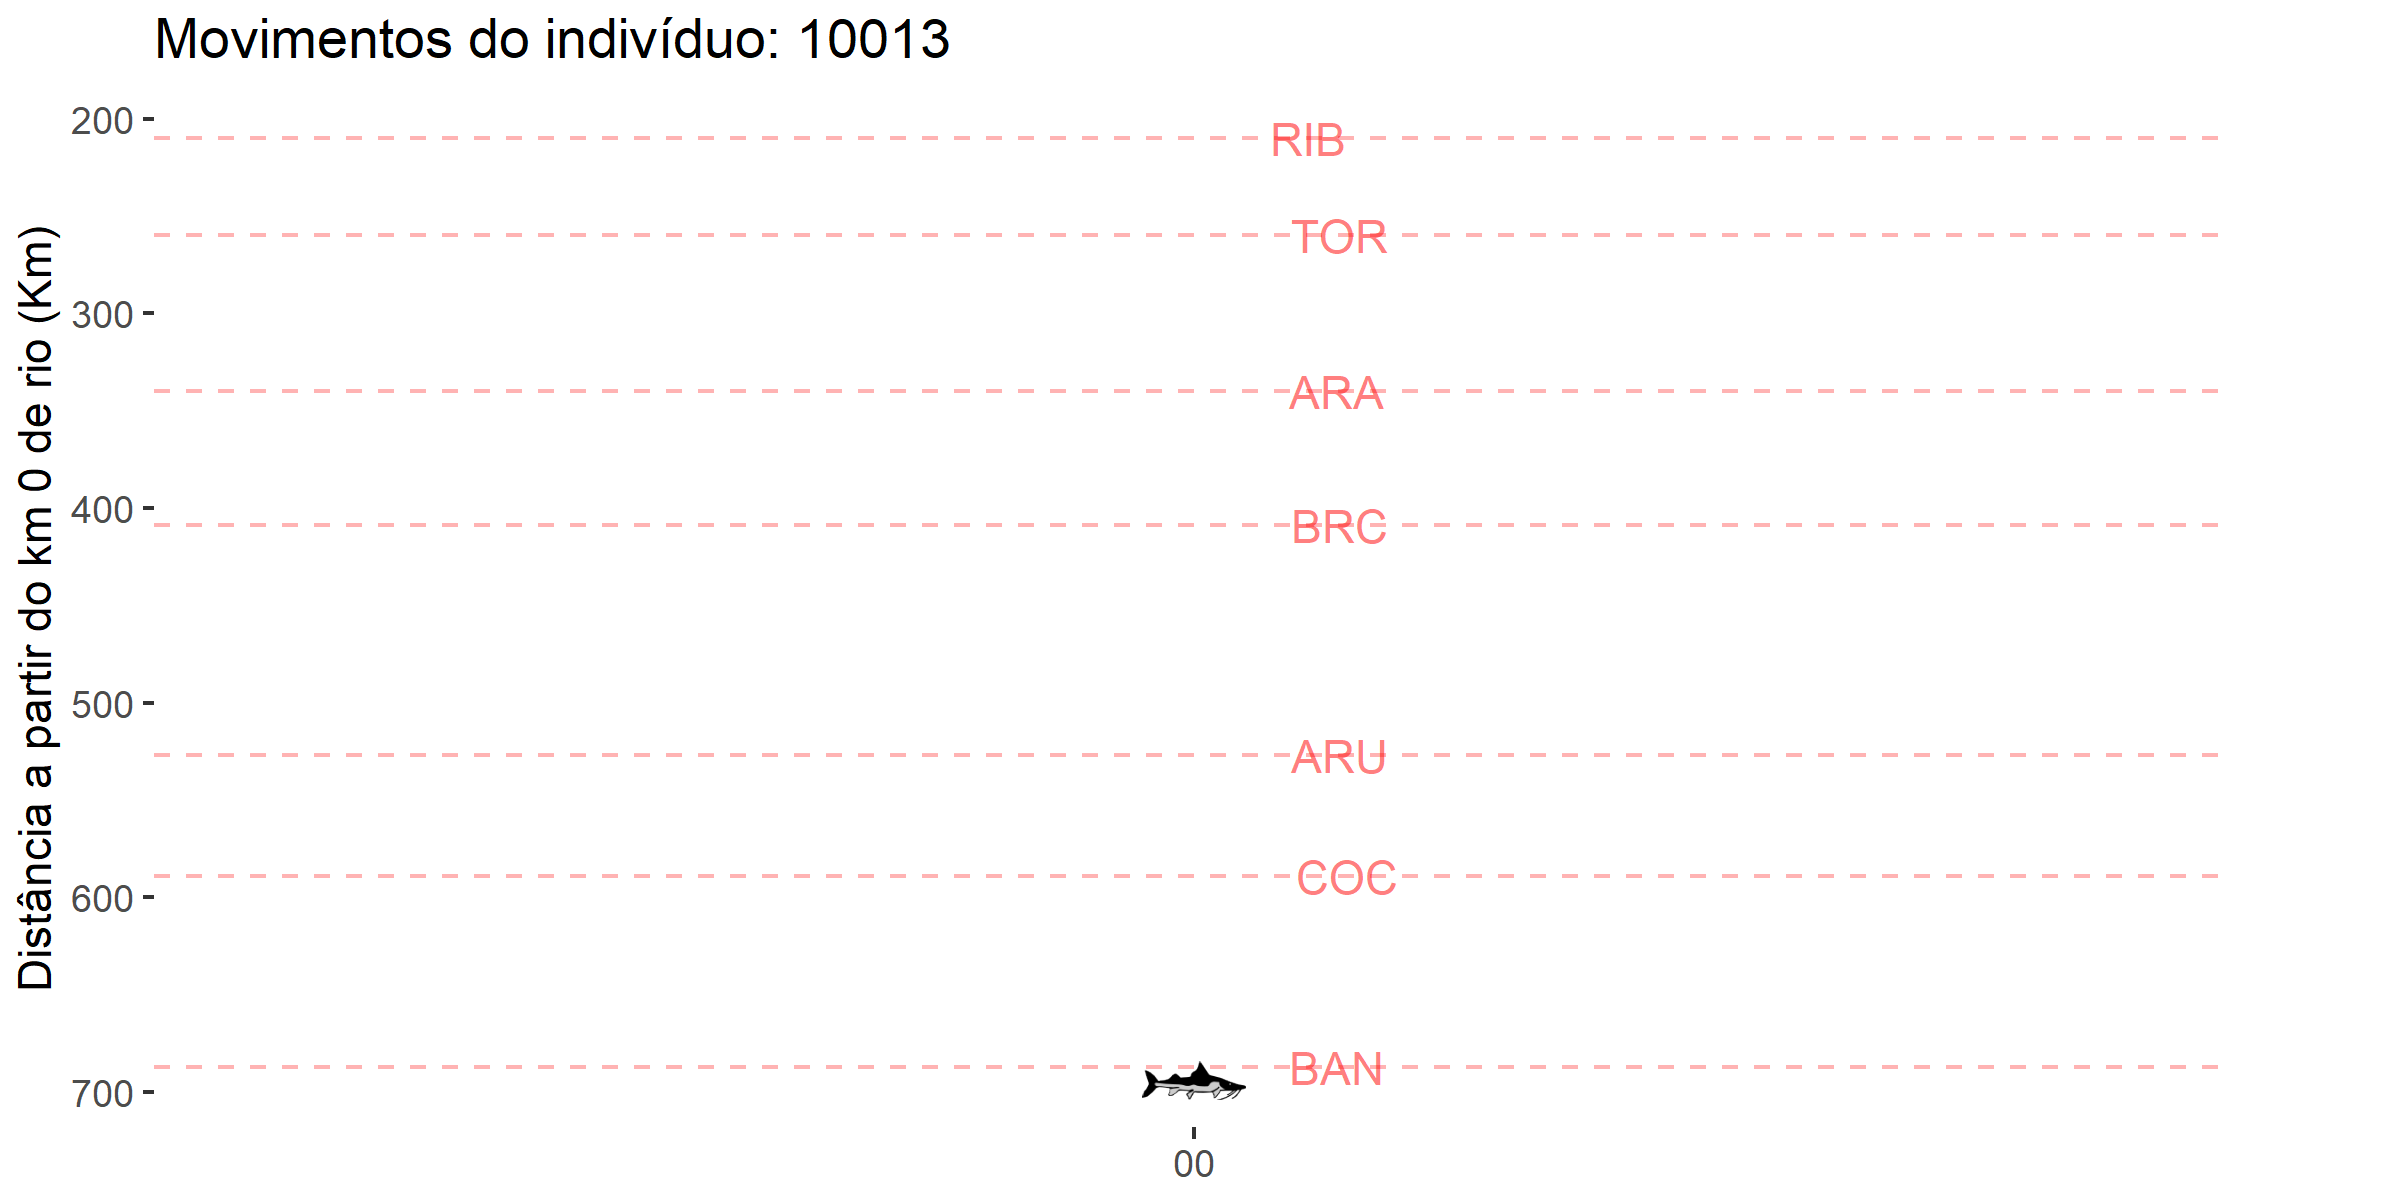 Movimentos do indivíduo: 10013
Distância a partir do km 0 de rio (Km)
200
300
400
500
600
700
RIB
TOR
ARA
BRC
ARU
COC
BAN
00